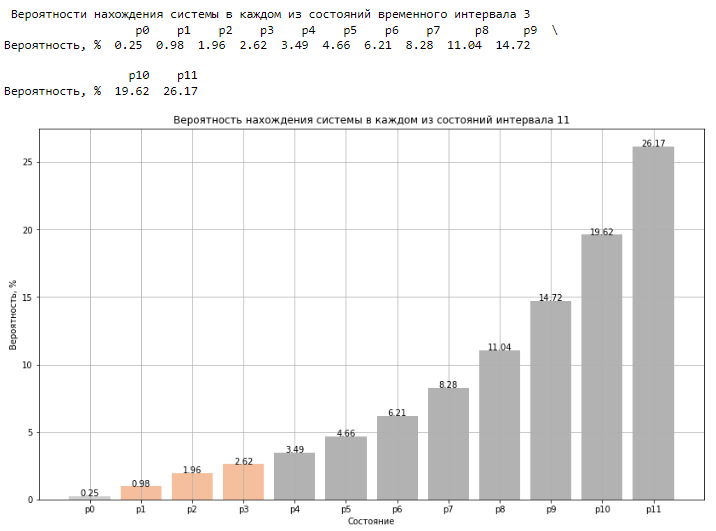 Вероятности нахождения системы в каждом из состояний временного интервала 3
p0 p1 p2 p3 p4 p5 p6 p7 p8 p9 \
Вероятность, % 0.25 0.98 1.96 2.62 3.49 4.66 6.21 8.28 11.04 14.72
p10 p11
Вероятность, % 19.62 26.17
Вероятность нахождения системы в каждом из состояний интервала 11
26.17
25
20
19.62
15
14.72
11.04
10
8.28
6.21
5
4.66
3.49
2.62
1.96
0.98
0.25
0
Вероятность, %
p0 p1 p2 p3 p4 p5 p6 p7 p8 p9 p10 p11
Состояние